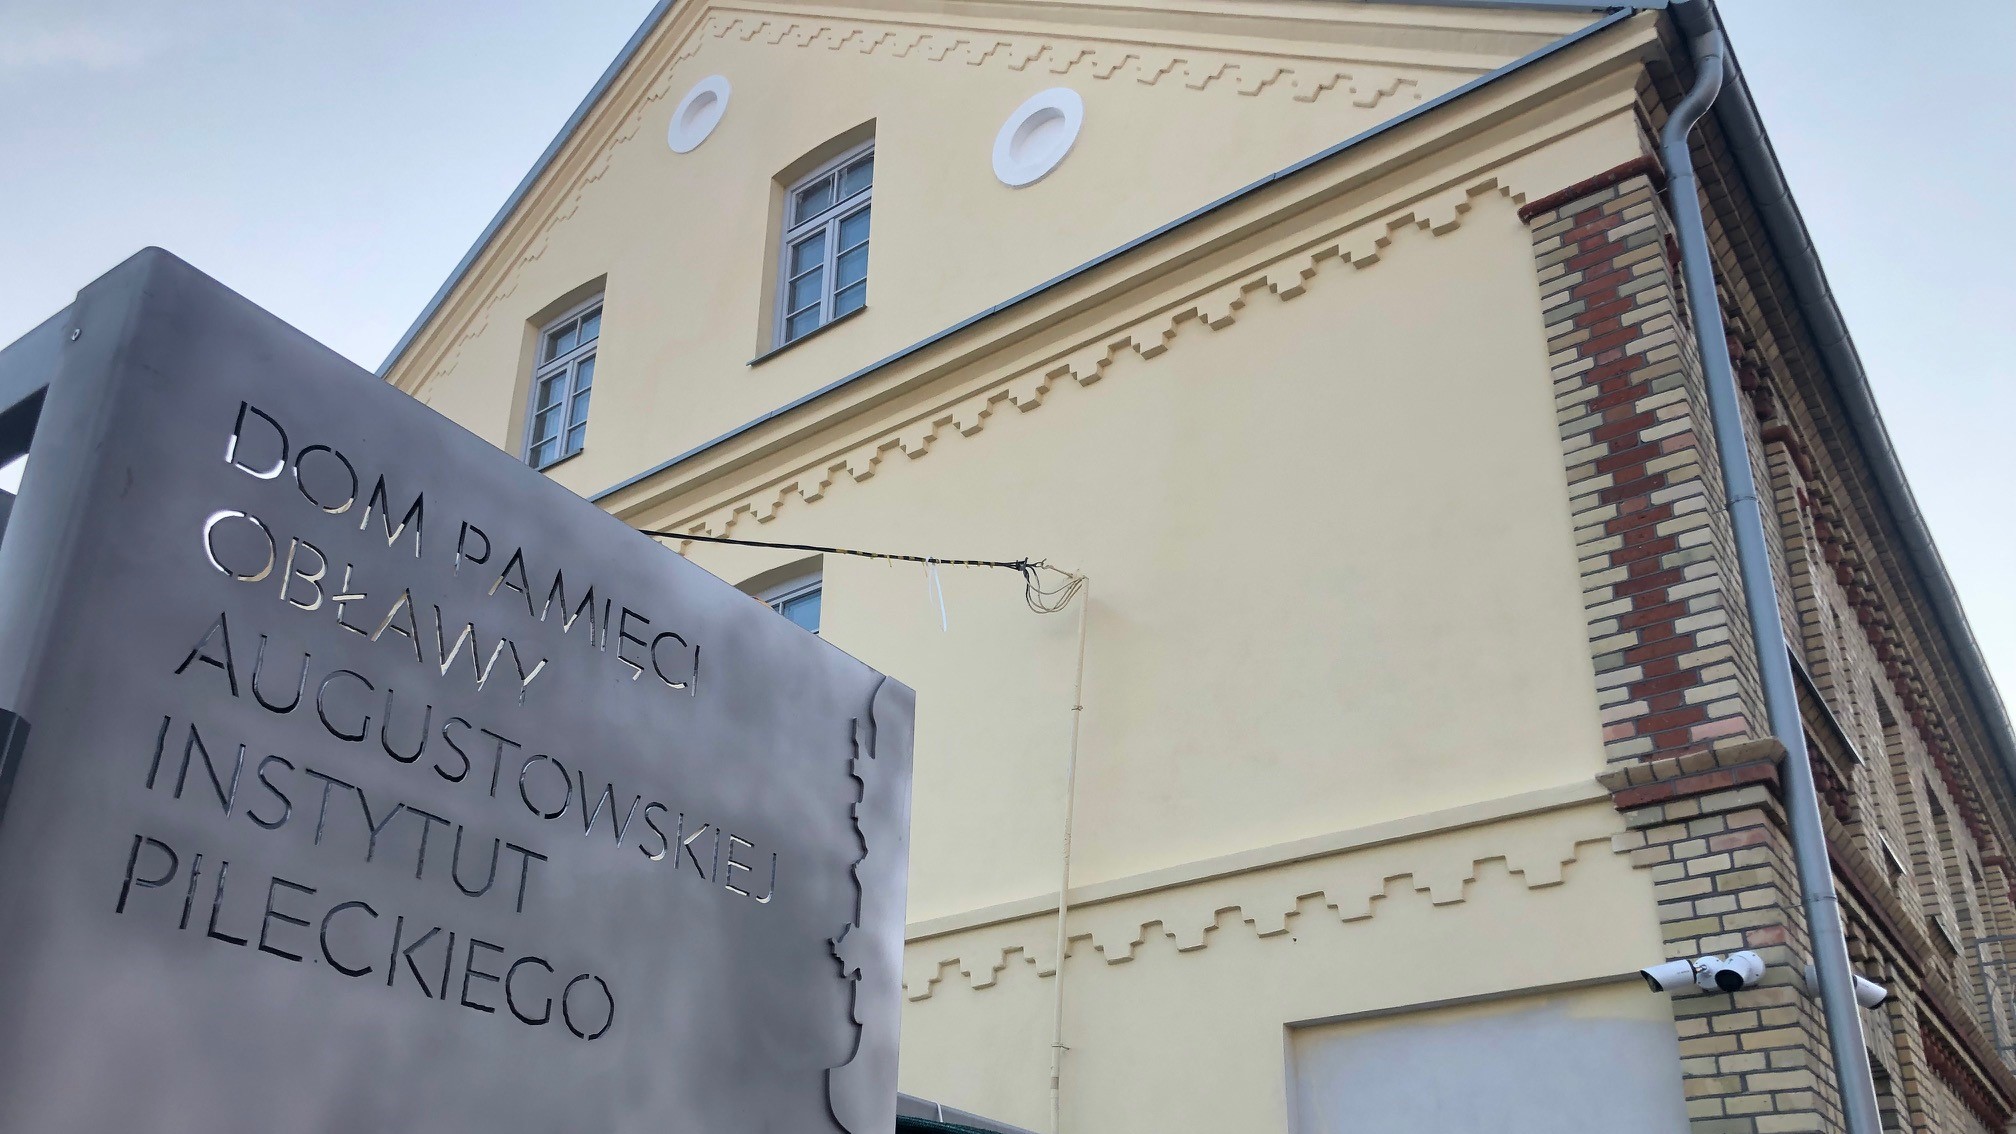 DOM PAMIĘCI
OBŁAWY
AUGUSTOWSKIEJ
INSTYTUT
PILECKIEGO